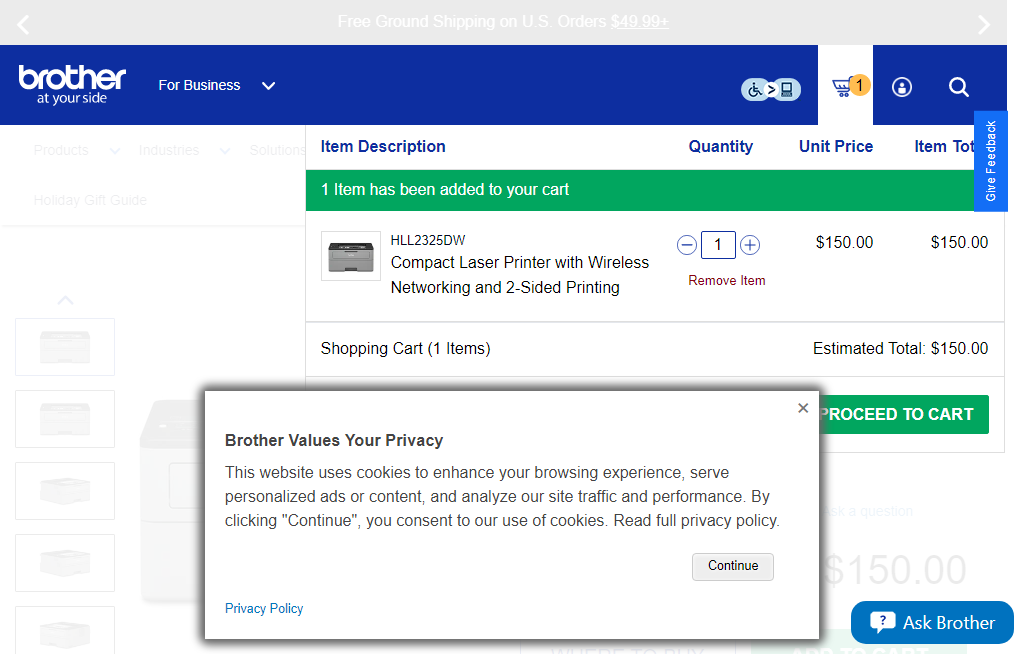 Free Ground Shipping on U.S. Orders $49.99+
brother
at your side
For Business
1
Give Feedback
Products
Industries
Solutions
Holiday Gift Guide
Item Description Quantity Unit Price Item Tot
1 Item has been added to your cart
HLL2325DW
Compact Laser Printer with Wireless
Networking and 2-Sided Printing
1
Remove Item
$150.00 $150.00
Shopping Cart (1 Items) Estimated Total: $150.00
PROCEED TO CART
Brother Values Your Privacy
This website uses cookies to enhance your browsing experience, serve
personalized ads or content, and analyze our site traffic and performance. By
clicking "Continue", you consent to our use of cookies. Read full privacy policy.
Continue
Privacy Policy
Ask a question
$150.00
Ask Brother
WHERE TO BUY
ADD TO CART